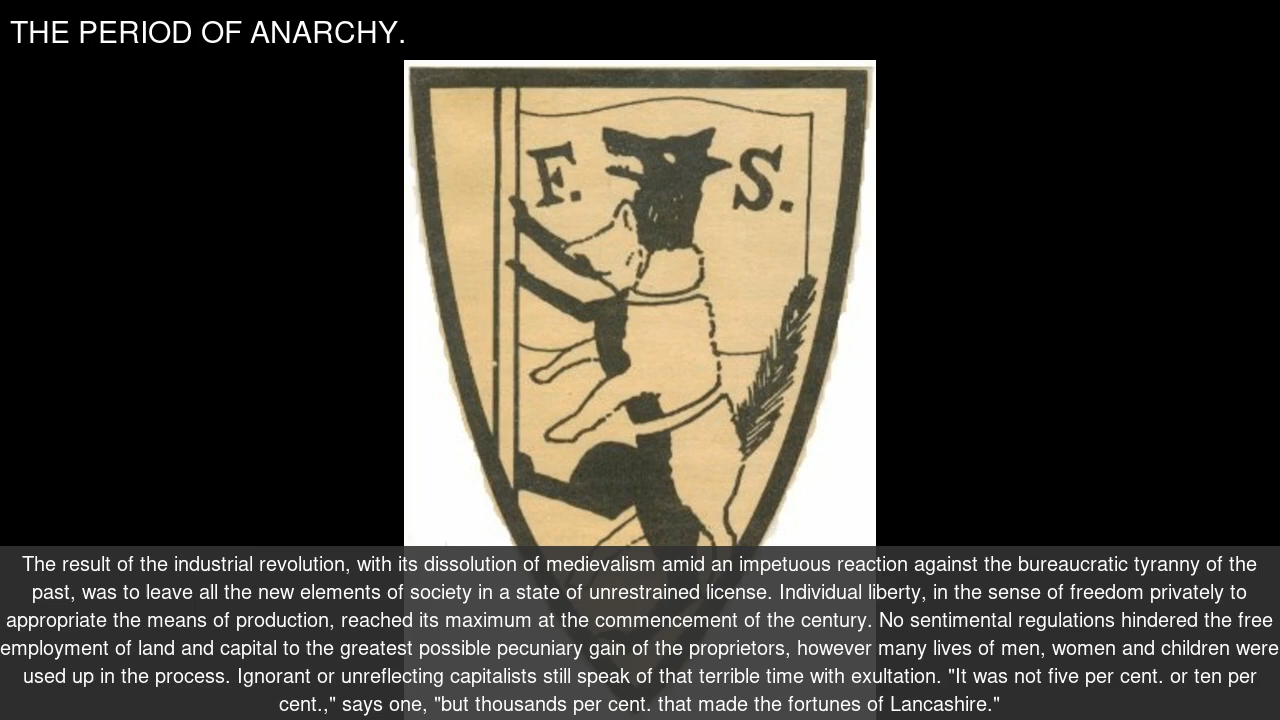 THE PERIOD OF ANARCHY.
F. S.
The result of the industrial revolution, with its dissolution of medievalism amid an impetuous reaction against the bureaucratic tyranny of the
past, was to leave all the new elements of society in a state of unrestrained license. Individual liberty, in the sense of freedom privately to
appropriate the means of production, reached its maximum at the commencement of the century. No sentimental regulations hindered the free
employment of land and capital to the greatest possible pecuniary gain of the proprietors, however many lives of men, women and children were
used up in the process. Ignorant or unreflecting capitalists still speak of that terrible time with exultation. "It was not five per cent. or ten per
cent.," says one, "but thousands per cent. that made the fortunes of Lancashire."